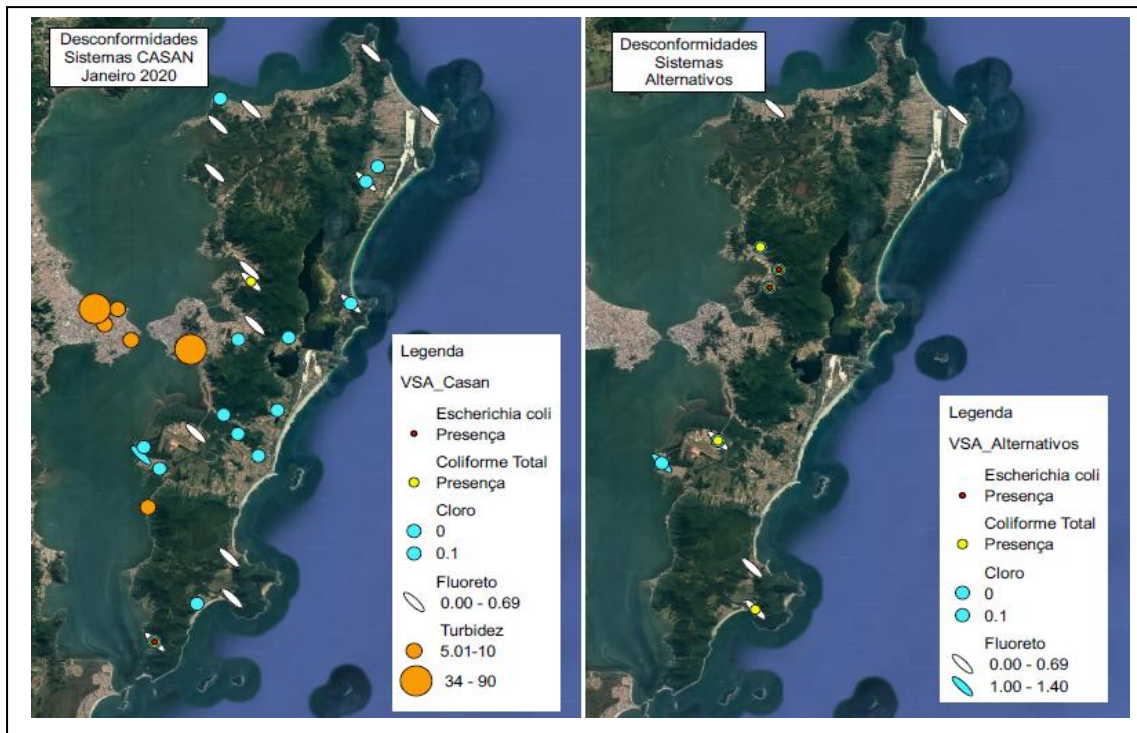 Desconformidades
Sistemas CASAN
Janeiro 2020
Legenda
VSA_Casan
Escherichia coli
Presença
Coliforme Total
Presença
Cloro
0
0.1
Fluoreto
0.00 - 0.69
Turbidez
5.01-10
34 - 90
Desconformidades
Sistemas
Alternativos
Legenda
VSA_Alternativos
Escherichia coli
Presença
Coliforme Total
Presença
Cloro
0
0.1
Fluoreto
0.00 - 0.69
1.00 - 1.40